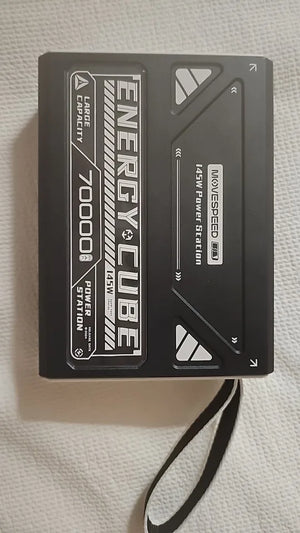 ENERGY CUBE
145W
LARGE
CAPACITY
70000
POWER
STATION
MOVESPEED
145W Power Station